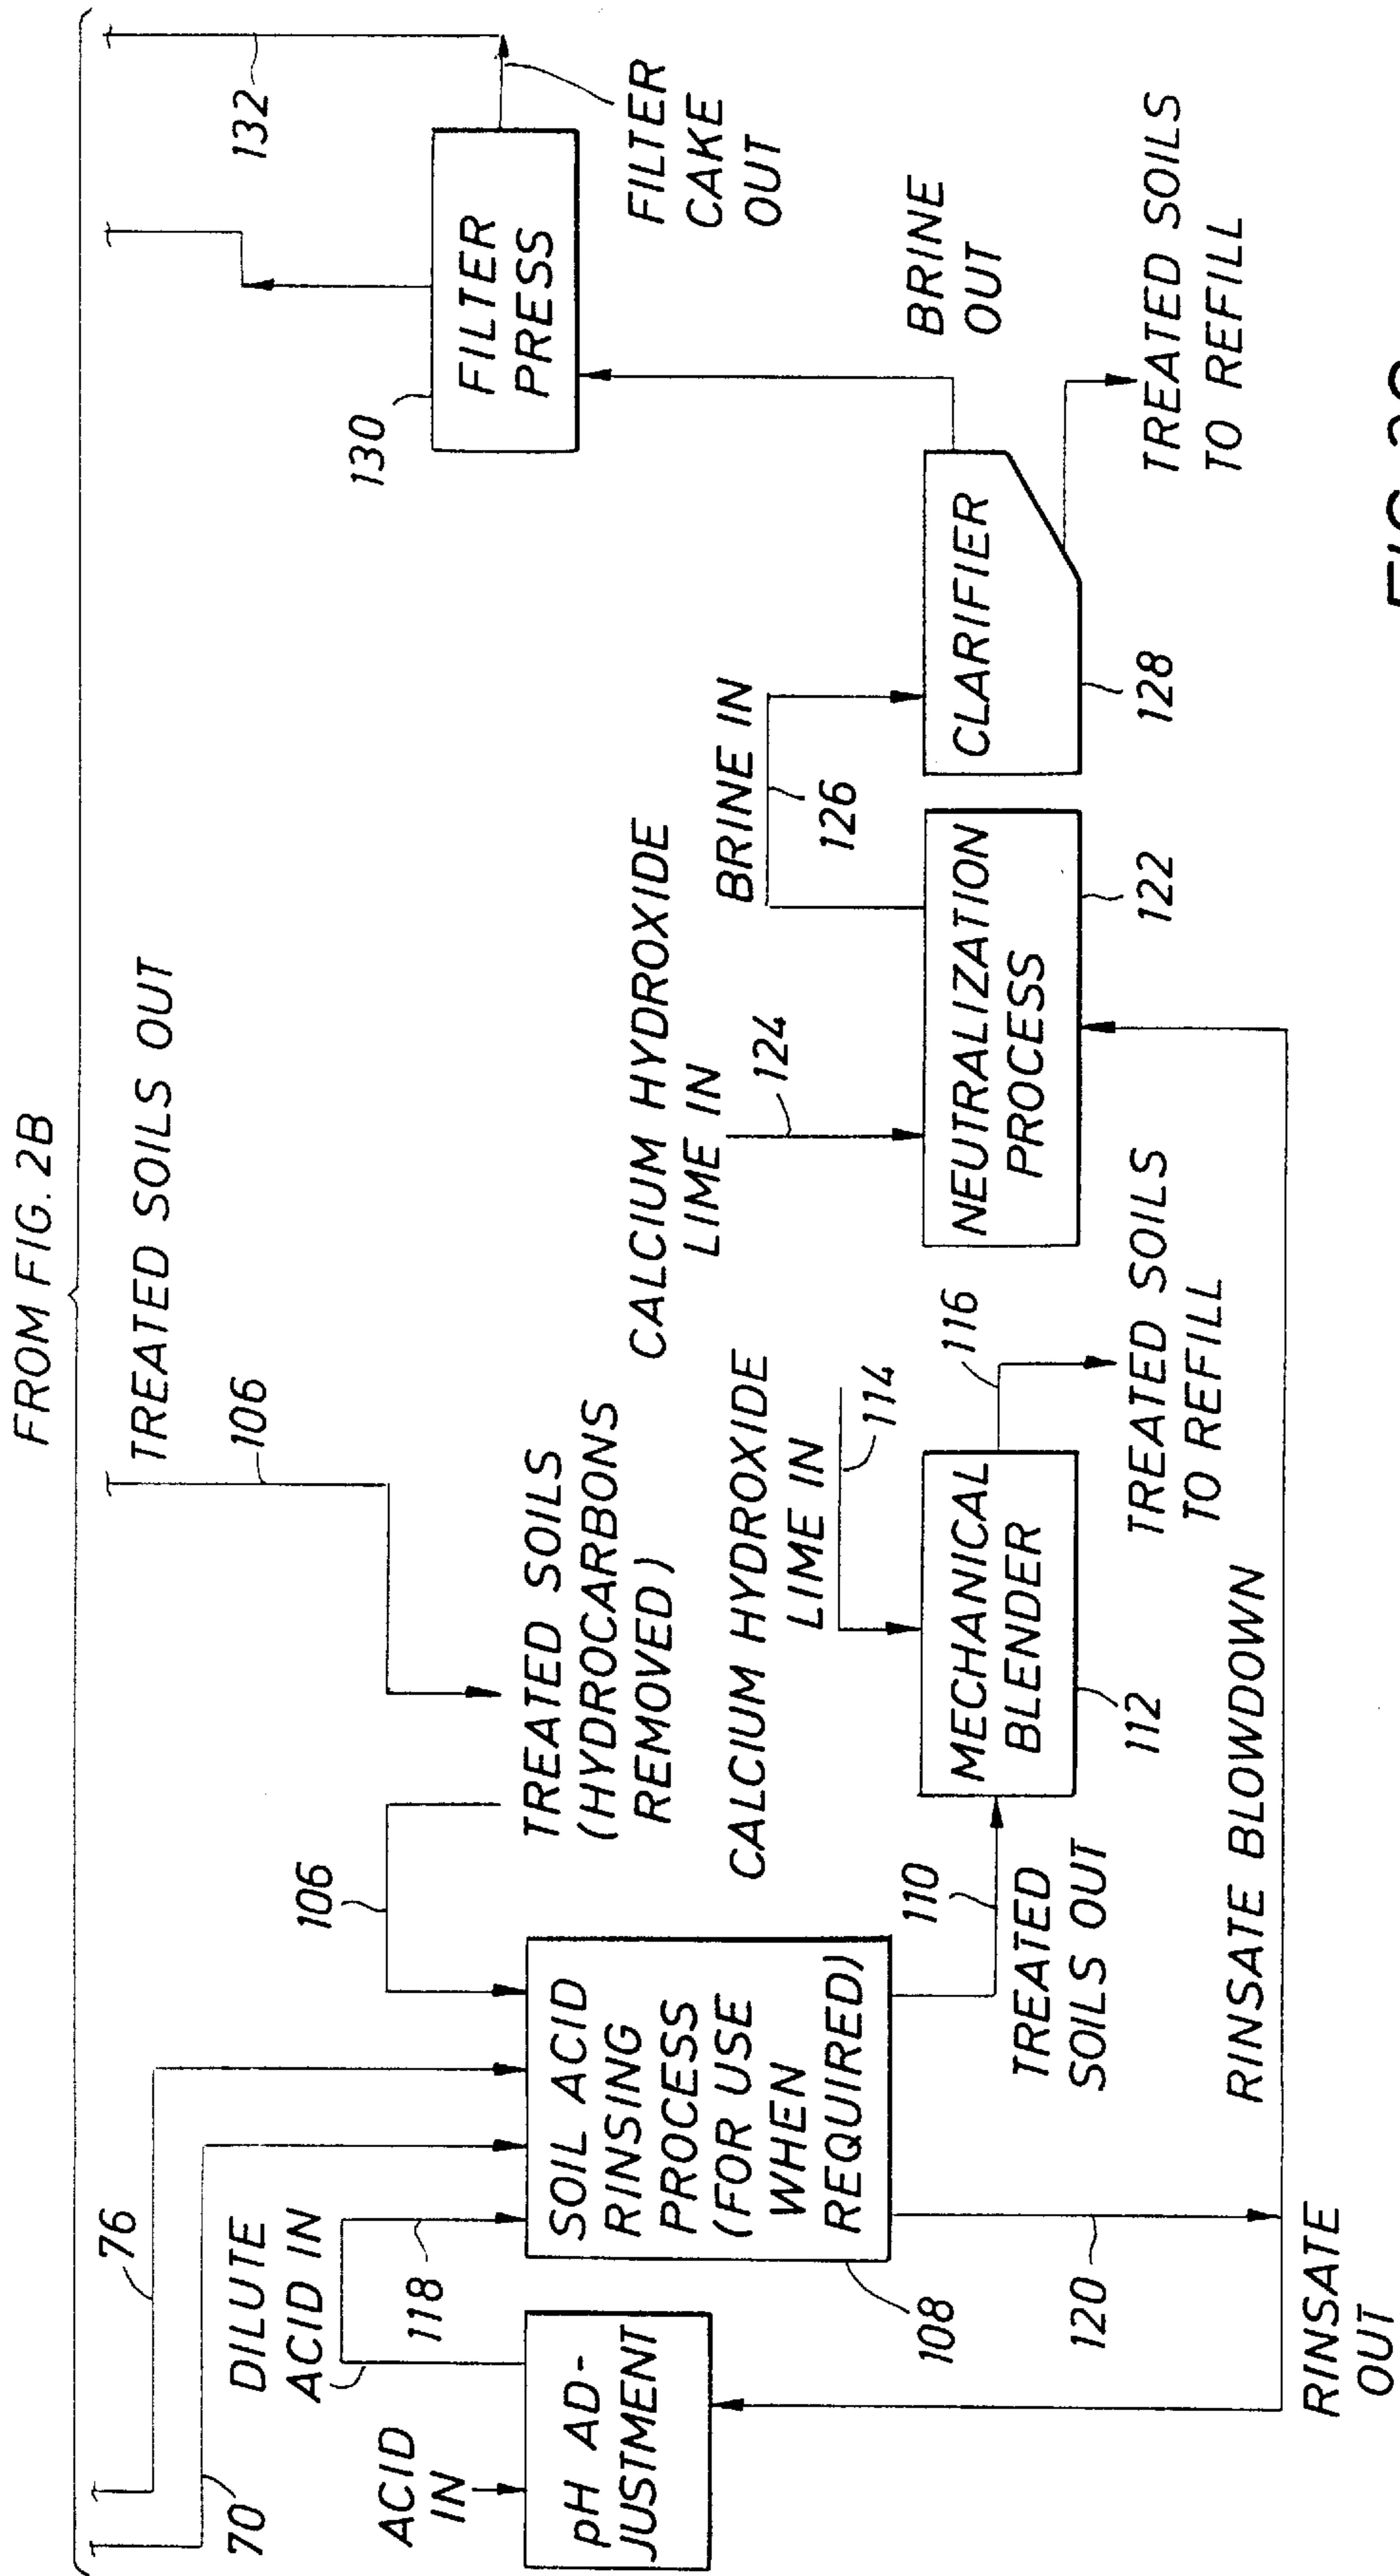 FROM FIG. 2B
76
70
TREATED SOILS OUT
106
132
DILUTE
ACID IN
118
ACID
IN
pH AD-
JUSTMENT
106
SOIL ACID
RINSING
PROCESS
(FOR USE
WHEN
REQUIRED)
108
TREATED SOILS
(HYDROCARBONS
REMOVED)
110
TREATED
SOILS OUT
CALCIUM HYDROXIDE
LIME IN
114
MECHANICAL
BLENDER
112
116
TREATED SOILS
TO REFILL
CALCIUM HYDROXIDE
LIME IN
124
NEUTRALIZATION
PROCESS
122
BRINE IN
126
CLARIFIER
128
BRINE
OUT
TREATED SOILS
TO REFILL
130
FILTER
PRESS
FILTER
CAKE
OUT
120
RINSATE BLOWDOWN
RINSATE
OUT